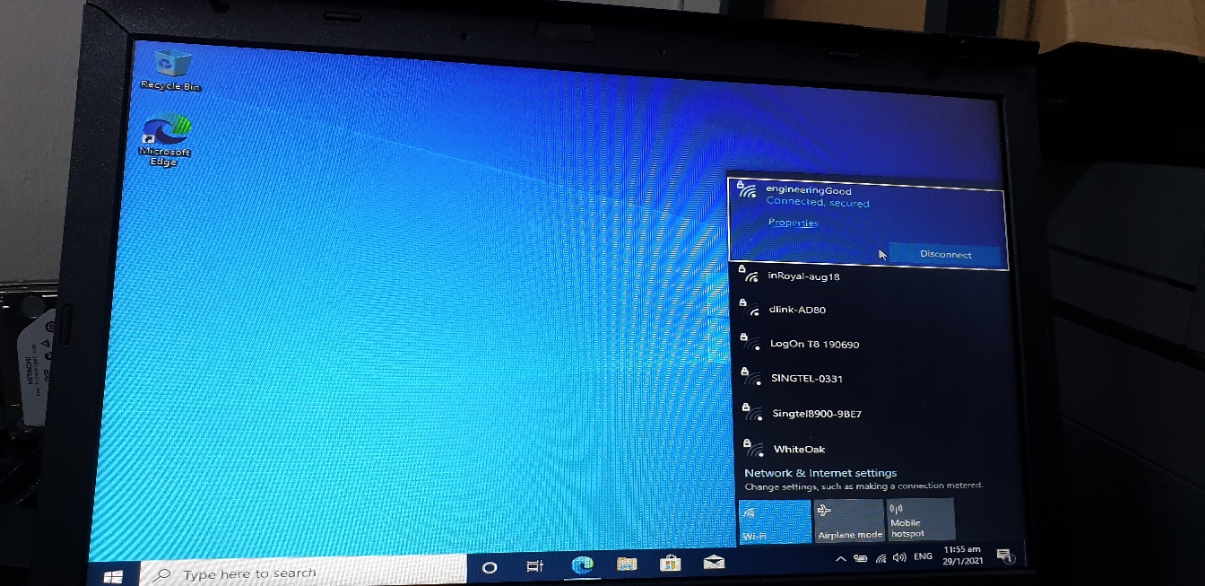 Recycle Bin
Microsoft
Edge
engineeringGood
Connected, secured
Properties
Disconnect
inRoyal-aug18
dlink-AD80
LogOn T8 190690
SINGTEL-0331
Singtel8900-9BE7
WhiteOak
Network & Internet settings
Change settings, such as making a connection metered.
Wi-Fi
Airplane mode
Mobile
hotspot
Type here to search
ENG
11:55 am
29/1/2021
HITACHI